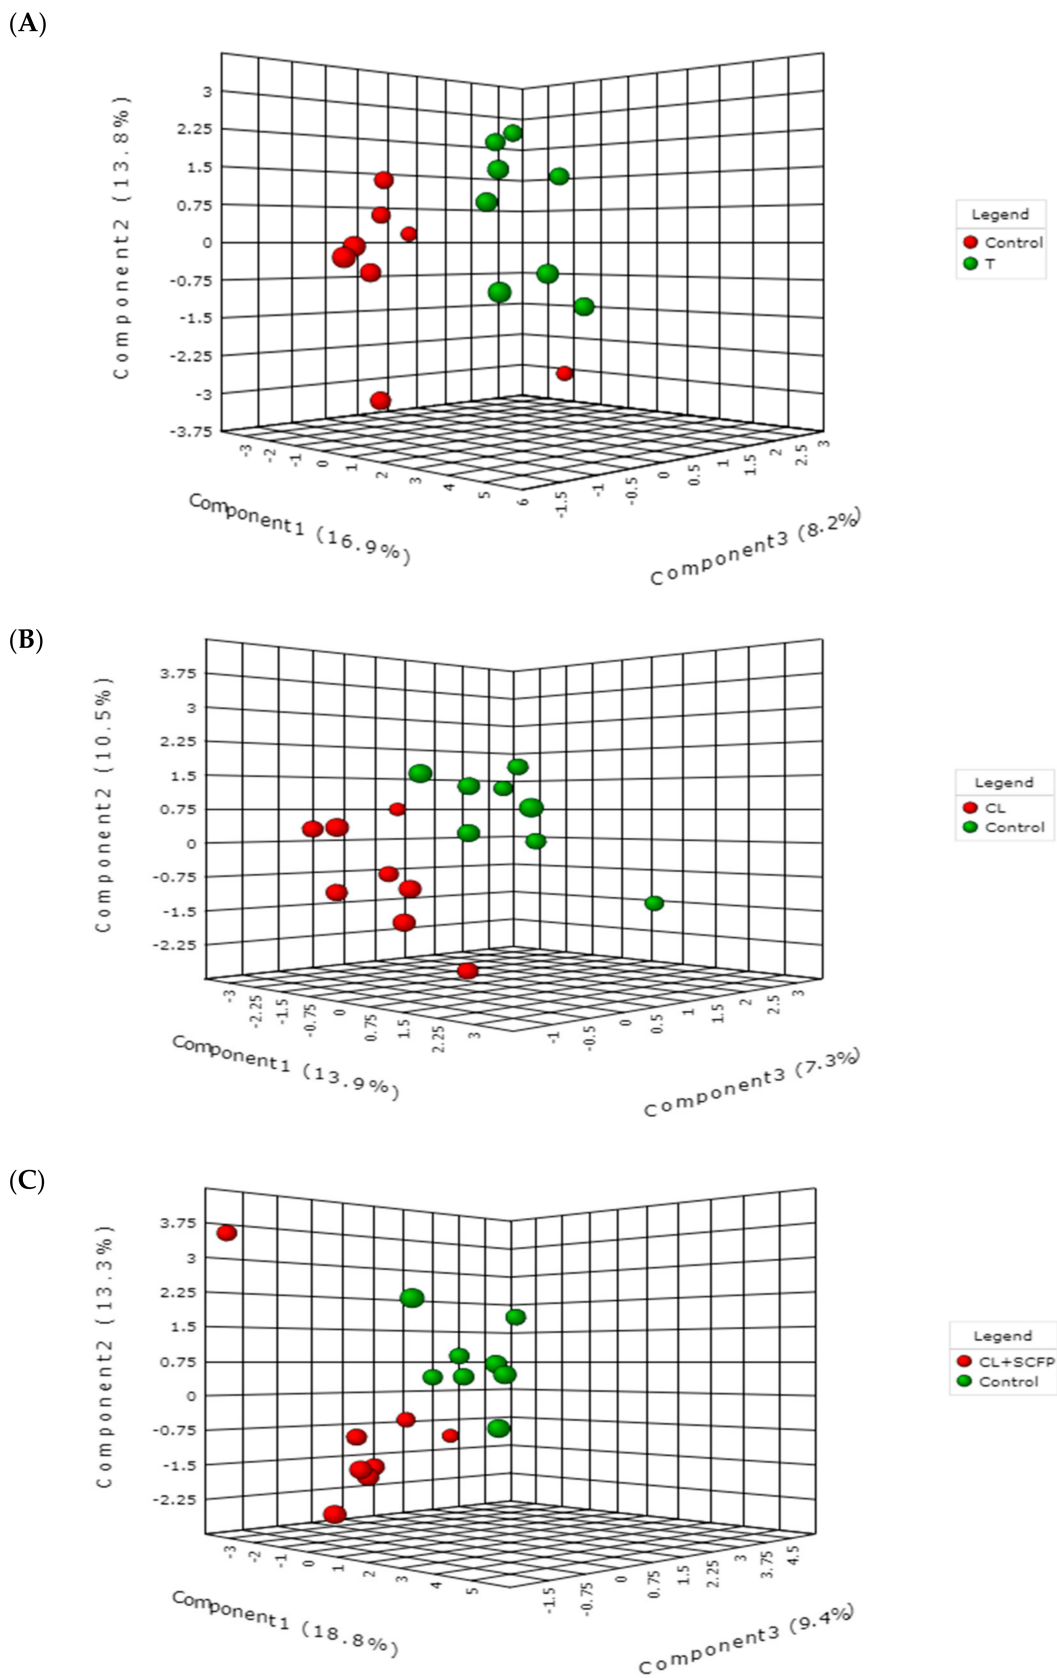 (A)
Component2 (13.8%)
3
2.25
1.5
0.75
0
-0.75
-1.5
-2.25
-3
-3.75
-3 -2 -1 0 1 2 3 4 5 6
Component1 (16.9%)
-1.5 -1 -0.5 0 0.5 1 1.5 2 2.5 3
Component3 (8.2%)
Legend
Control
T
(B)
Component2 (10.5%)
3.75
3
2.25
1.5
0.75
0
-0.75
-1.5
-2.25
-3 -2.25 -1.5 -0.75 0 0.75 1.5 2.25 3
Component1 (13.9%)
-1 -0.5 0 0.5 1 1.5 2 2.5 3
Component3 (7.3%)
Legend
CL
Control
(C)
Component2 (13.3%)
3.75
3
2.25
1.5
0.75
0
-0.75
-1.5
-2.25
-3 -2 -1 0 1 2 3 4 5
Component1 (18.8%)
-1.5 -0.75 0 0.75 1.5 2.25 3 3.75 4.5
Component3 (9.4%)
Legend
CL+SCFP
Control